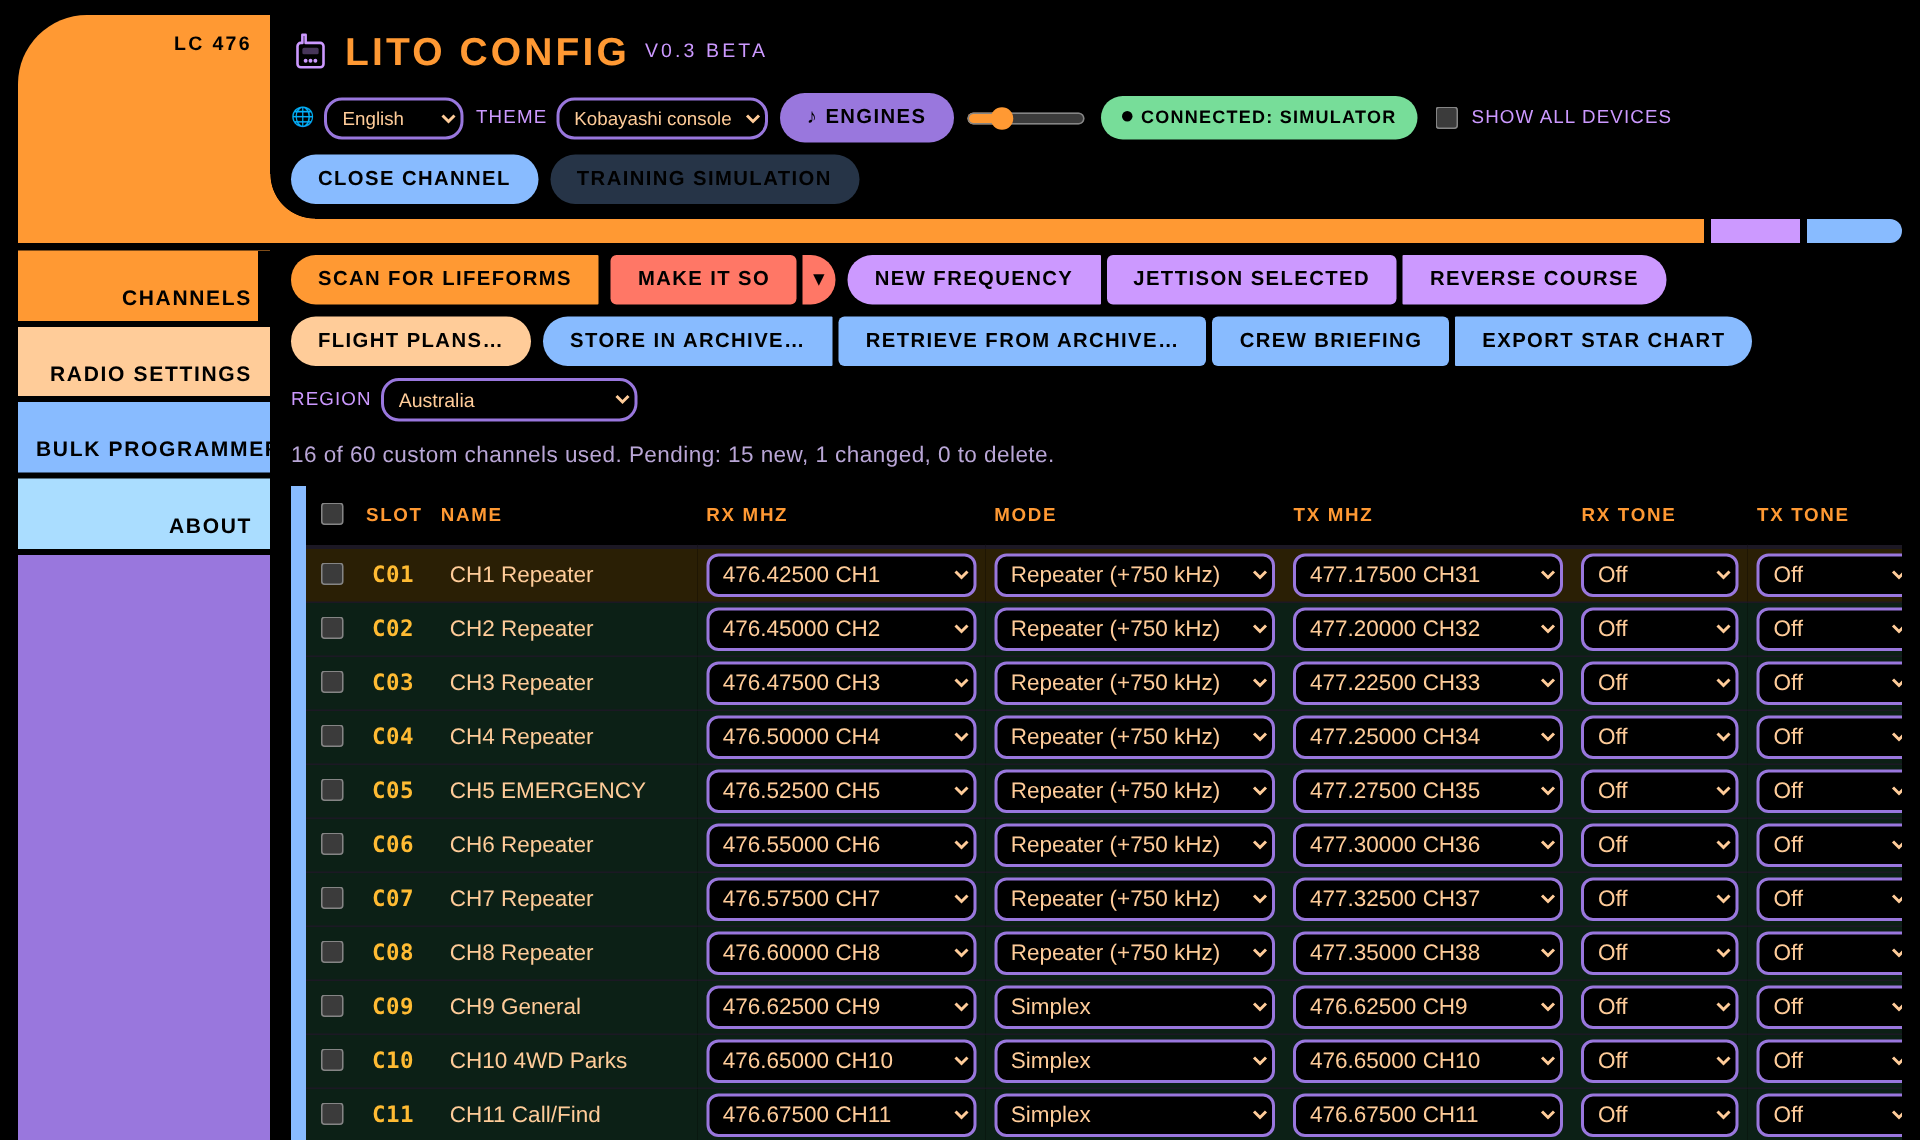 LC 476
LITO CONFIG V0.3 BETA
English THEME Kobayashi console ♪ ENGINES ● CONNECTED: SIMULATOR SHOW ALL DEVICES
CLOSE CHANNEL TRAINING SIMULATION
CHANNELS
RADIO SETTINGS
BULK PROGRAMMER
ABOUT
SCAN FOR LIFEFORMS MAKE IT SO ▼ NEW FREQUENCY JETTISON SELECTED REVERSE COURSE
FLIGHT PLANS… STORE IN ARCHIVE… RETRIEVE FROM ARCHIVE… CREW BRIEFING EXPORT STAR CHART
REGION Australia
16 of 60 custom channels used. Pending: 15 new, 1 changed, 0 to delete.
SLOT NAME RX MHZ MODE TX MHZ RX TONE TX TONE
C01 CH1 Repeater 476.42500 CH1 Repeater (+750 kHz) 477.17500 CH31 Off Off
C02 CH2 Repeater 476.45000 CH2 Repeater (+750 kHz) 477.20000 CH32 Off Off
C03 CH3 Repeater 476.47500 CH3 Repeater (+750 kHz) 477.22500 CH33 Off Off
C04 CH4 Repeater 476.50000 CH4 Repeater (+750 kHz) 477.25000 CH34 Off Off
C05 CH5 EMERGENCY 476.52500 CH5 Repeater (+750 kHz) 477.27500 CH35 Off Off
C06 CH6 Repeater 476.55000 CH6 Repeater (+750 kHz) 477.30000 CH36 Off Off
C07 CH7 Repeater 476.57500 CH7 Repeater (+750 kHz) 477.32500 CH37 Off Off
C08 CH8 Repeater 476.60000 CH8 Repeater (+750 kHz) 477.35000 CH38 Off Off
C09 CH9 General 476.62500 CH9 Simplex 476.62500 CH9 Off Off
C10 CH10 4WD Parks 476.65000 CH10 Simplex 476.65000 CH10 Off Off
C11 CH11 Call/Find 476.67500 CH11 Simplex 476.67500 CH11 Off Off